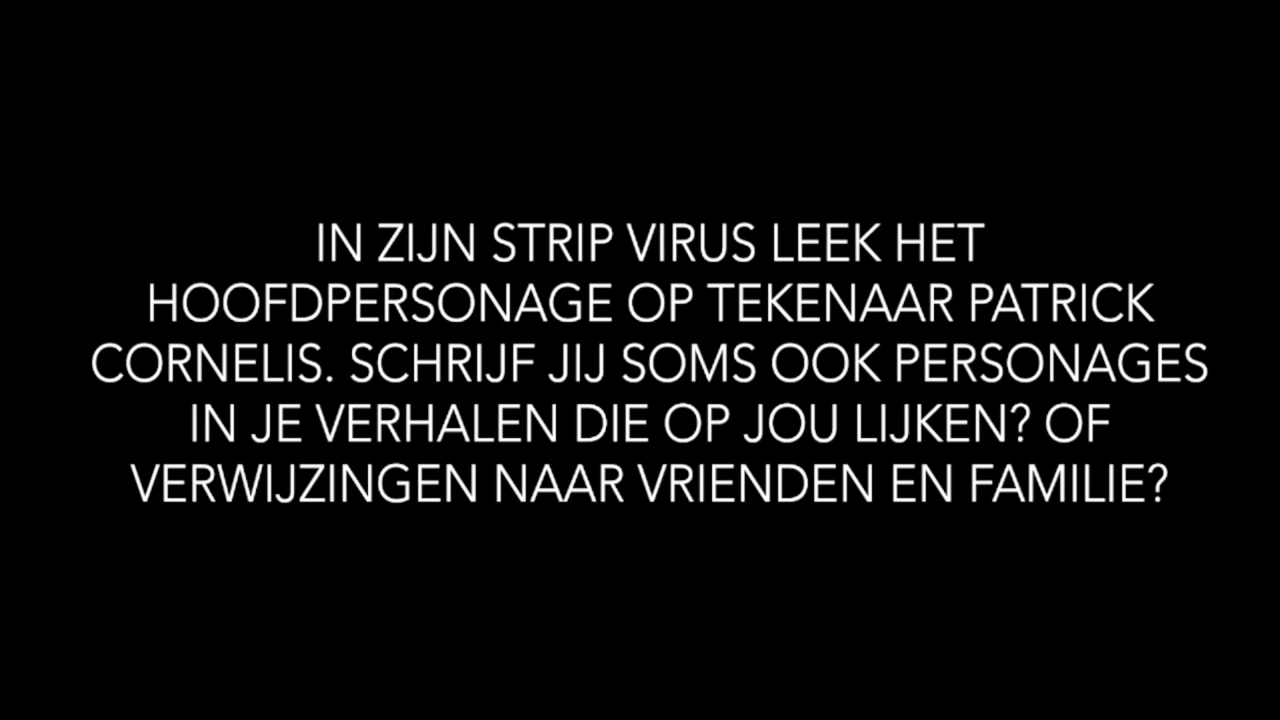 IN ZIJN STRIP VIRUS LEEK HET
HOOFDPERSONAGE OP TEKENAAR PATRICK
CORNELIS. SCHRIJF JIJ SOMS OOK PERSONAGES
IN JE VERHALEN DIE OP JOU LIJKEN? OF
VERWIJZINGEN NAAR VRIENDEN EN FAMILIE?